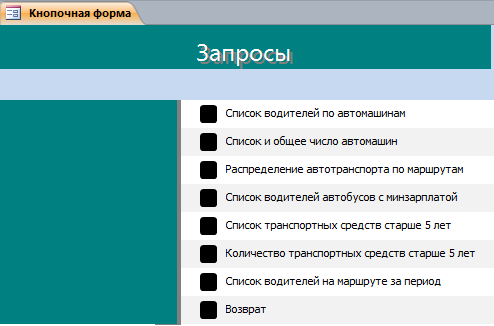 Кнопочная форма
Запросы
Список водителей по автомашинам
Список и общее число автомашин
Распределение автотранспорта по маршрутам
Список водителей автобусов с минзарплатой
Список транспортных средств старше 5 лет
Количество транспортных средств старше 5 лет
Список водителей на маршруте за период
Возврат